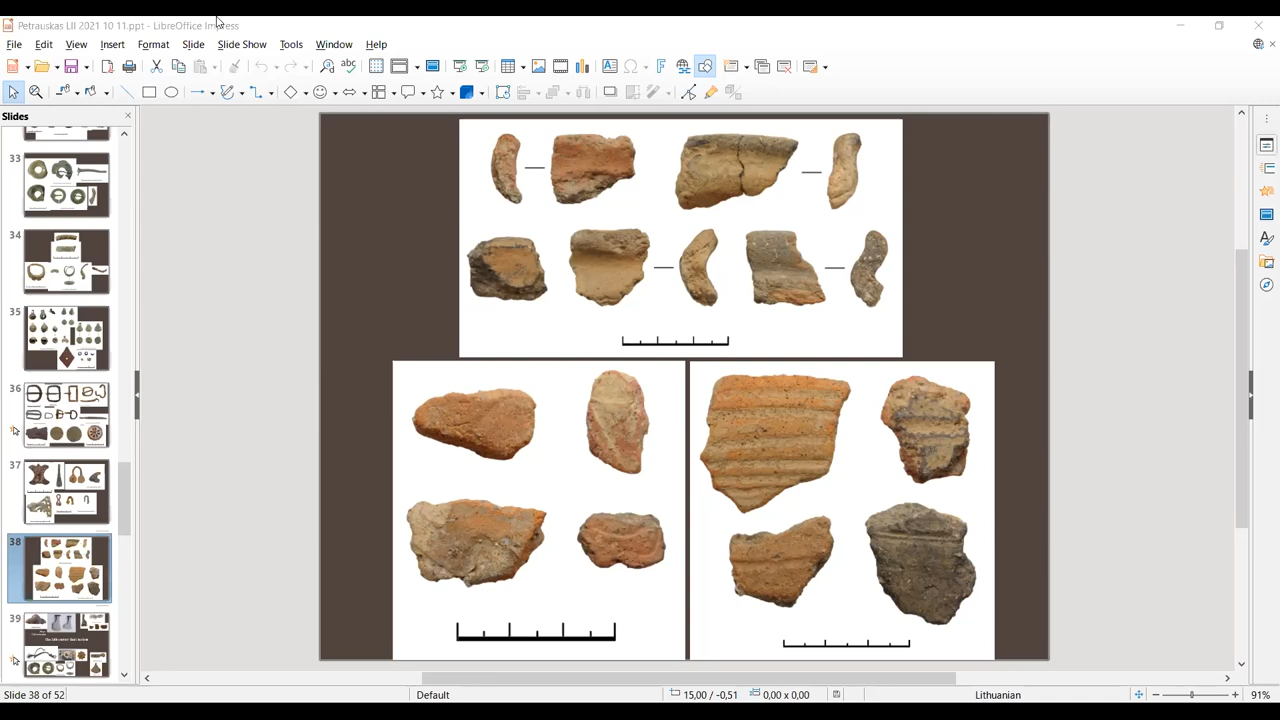 Petrauskas LII 2021 10 11.ppt - LibreOffice Impress
File Edit View Insert Format Slide Slide Show Tools Window Help
Slides
33
34
35
36
37
38
39
Slide 38 of 52
Default
15,00 / -0,51
0,00 x 0,00
Lithuanian
91%